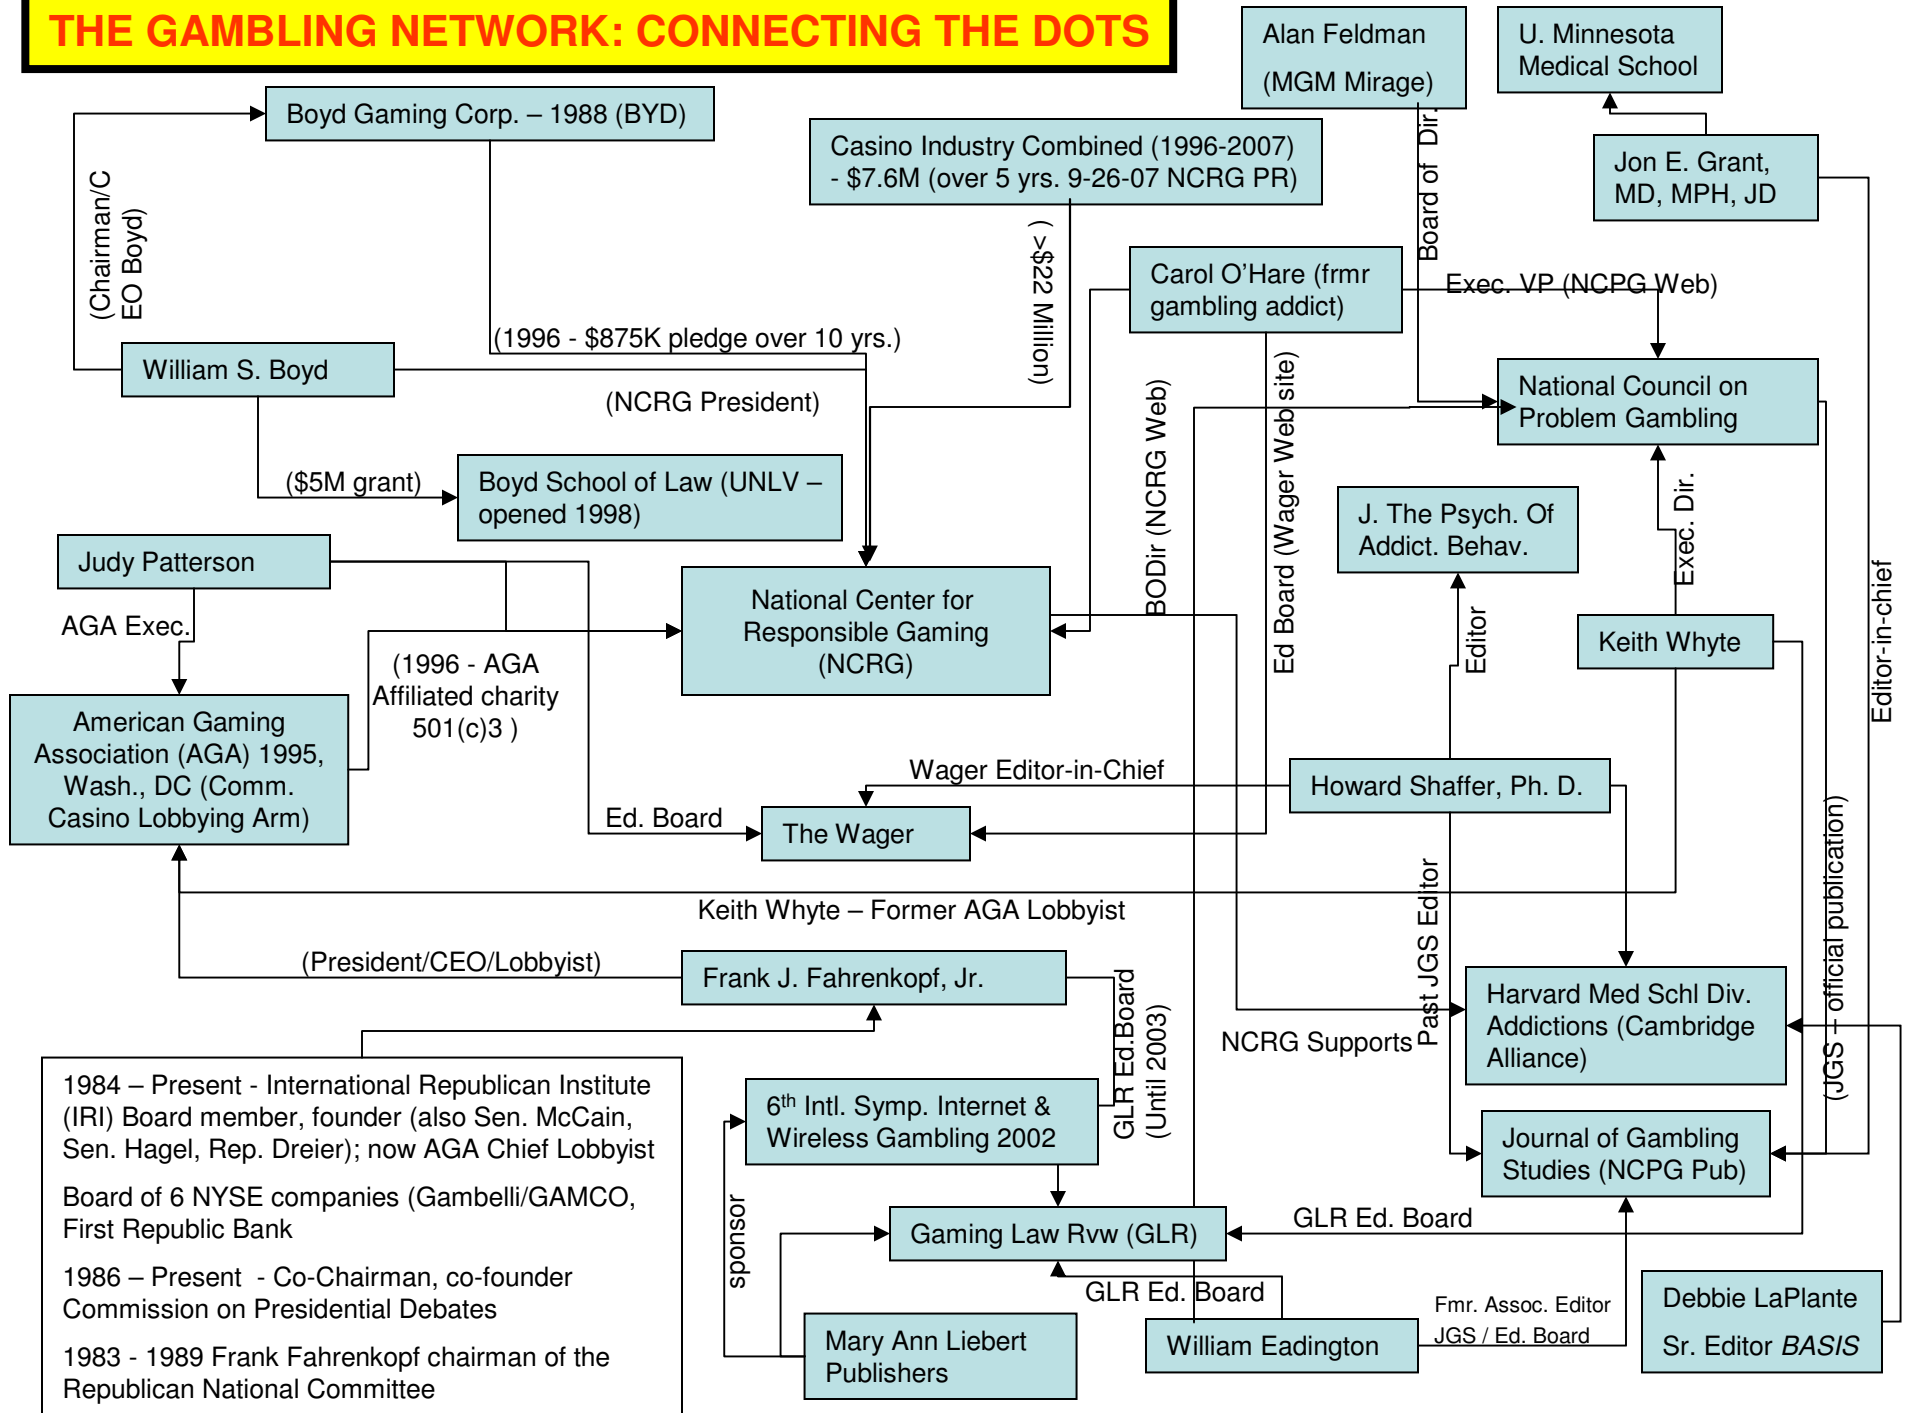 THE GAMBLING NETWORK: CONNECTING THE DOTS
Alan Feldman
(MGM Mirage)
U. Minnesota
Medical School
Boyd Gaming Corp. – 1988 (BYD)
Casino Industry Combined (1996-2007)
- $7.6M (over 5 yrs. 9-26-07 NCRG PR)
Jon E. Grant,
MD, MPH, JD
Board of Dir.
(Chairman/C
EO Boyd)
( >$22 Million)
Carol O’Hare (frmr
gambling addict)
Exec. VP (NCPG Web)
(1996 - $875K pledge over 10 yrs.)
William S. Boyd
(NCRG President)
National Council on
Problem Gambling
BODir (NCRG Web)
Ed Board (Wager Web site)
($5M grant)
Boyd School of Law (UNLV –
opened 1998)
J. The Psych. Of
Addict. Behav.
Exec. Dir.
Judy Patterson
AGA Exec.
National Center for
Responsible Gaming
(NCRG)
Editor
Keith Whyte
Editor-in-chief
(1996 - AGA
Affiliated charity
501(c)3 )
American Gaming
Association (AGA) 1995,
Wash., DC (Comm.
Casino Lobbying Arm)
Wager Editor-in-Chief
Howard Shaffer, Ph. D.
Ed. Board
The Wager
Keith Whyte – Former AGA Lobbyist
Past JGS Editor
(JGS – official publication)
(President/CEO/Lobbyist)
Frank J. Fahrenkopf, Jr.
GLR Ed.Board
(Until 2003)
NCRG Supports
Harvard Med Schl Div.
Addictions (Cambridge
Alliance)
1984 – Present - International Republican Institute
(IRI) Board member, founder (also Sen. McCain,
Sen. Hagel, Rep. Dreier); now AGA Chief Lobbyist
Board of 6 NYSE companies (Gambelli/GAMCO,
First Republic Bank
1986 – Present - Co-Chairman, co-founder
Commission on Presidential Debates
1983 - 1989 Frank Fahrenkopf chairman of the
Republican National Committee
6th Intl. Symp. Internet &
Wireless Gambling 2002
Journal of Gambling
Studies (NCPG Pub)
sponsor
Gaming Law Rvw (GLR)
GLR Ed. Board
GLR Ed. Board
Mary Ann Liebert
Publishers
William Eadington
Fmr. Assoc. Editor
JGS / Ed. Board
Debbie LaPlante
Sr. Editor BASIS